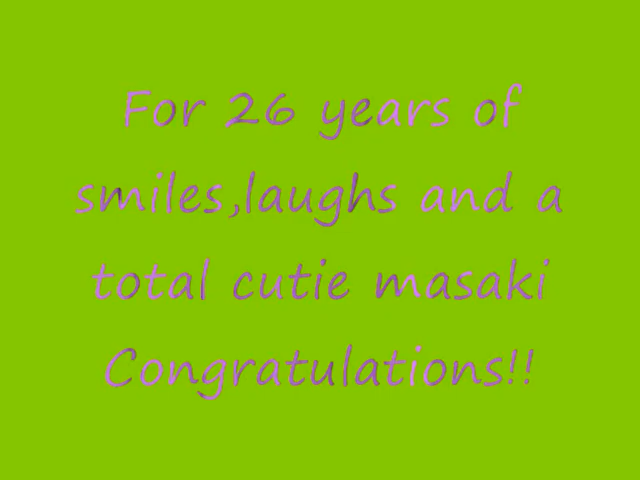 For 26 years of
smiles,laughs and a
total cutie masaki
Congratulations!!